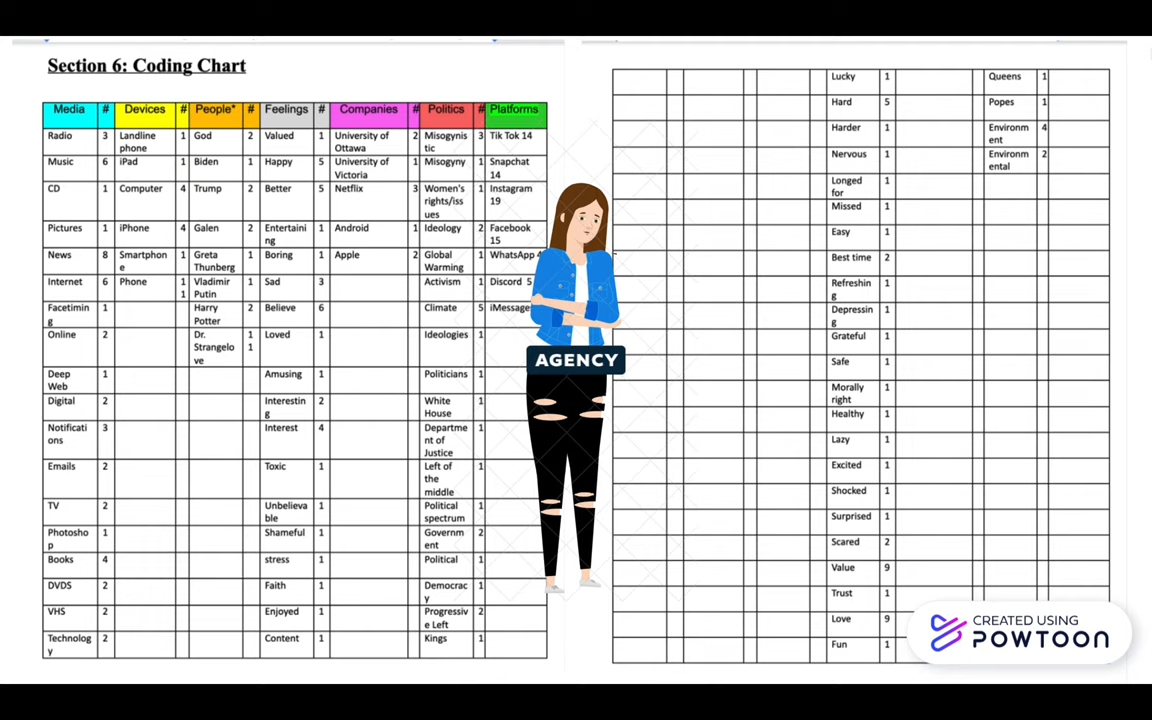 Section 6: Coding Chart
Media # Devices # People* # Feelings # Companies # Politics # Platforms
Radio 3 Landline phone 1 God 2 Valued 1 University of Ottawa 2 Misogynistic 3 Tik Tok 14
Music 6 iPad 1 Biden 1 Happy 5 University of Victoria 1 Misogyny 1 Snapchat 14
CD 1 Computer 4 Trump 2 Better 5 Netflix 3 Women's rights/issues 1 Instagram 19
Pictures 1 iPhone 4 Galen 2 Entertaining 1 Android 1 Ideology 2 Facebook 15
News 8 Smartphone 1 Greta Thunberg 1 Boring 1 Apple 2 Global Warming 1 WhatsApp
Internet 6 Phone 11 Vladimir Putin 1 Sad 3 Activism 1 Discord 5
Facetiming 1 Harry Potter 2 Believe 6 Climate 5 iMessage
Online 2 Dr. Strangelove 11 Loved 1 Ideologies 1
Deep Web 1 Amusing 1 Politicians 1
Digital 2 Interesting 2 White House 1
Notifications 3 Interest 4 Department of Justice 1
Emails 2 Toxic 1 Left of the middle 1
TV 2 Unbelievable 1 Political spectrum 1
Photoshop 1 Shameful 1 Government 2
Books 4 stress 1 Political 1
DVDS 2 Faith 1 Democracy 1
VHS 2 Enjoyed 1 Progressive Left 2
Technology 2 Content 1 Kings 1
AGENCY
Lucky 1 Queens 1
Hard 5 Popes 1
Harder 1 Environment 4
Nervous 1 Environmental 2
Longed for 1
Missed 1
Easy 1
Best time 2
Refreshing 1
Depressing 1
Grateful 1
Safe 1
Morally right 1
Healthy 1
Lazy 1
Excited 1
Shocked 1
Surprised 1
Scared 2
Value 9
Trust 1
Love 9
Fun 1
CREATED USING
POWTOON